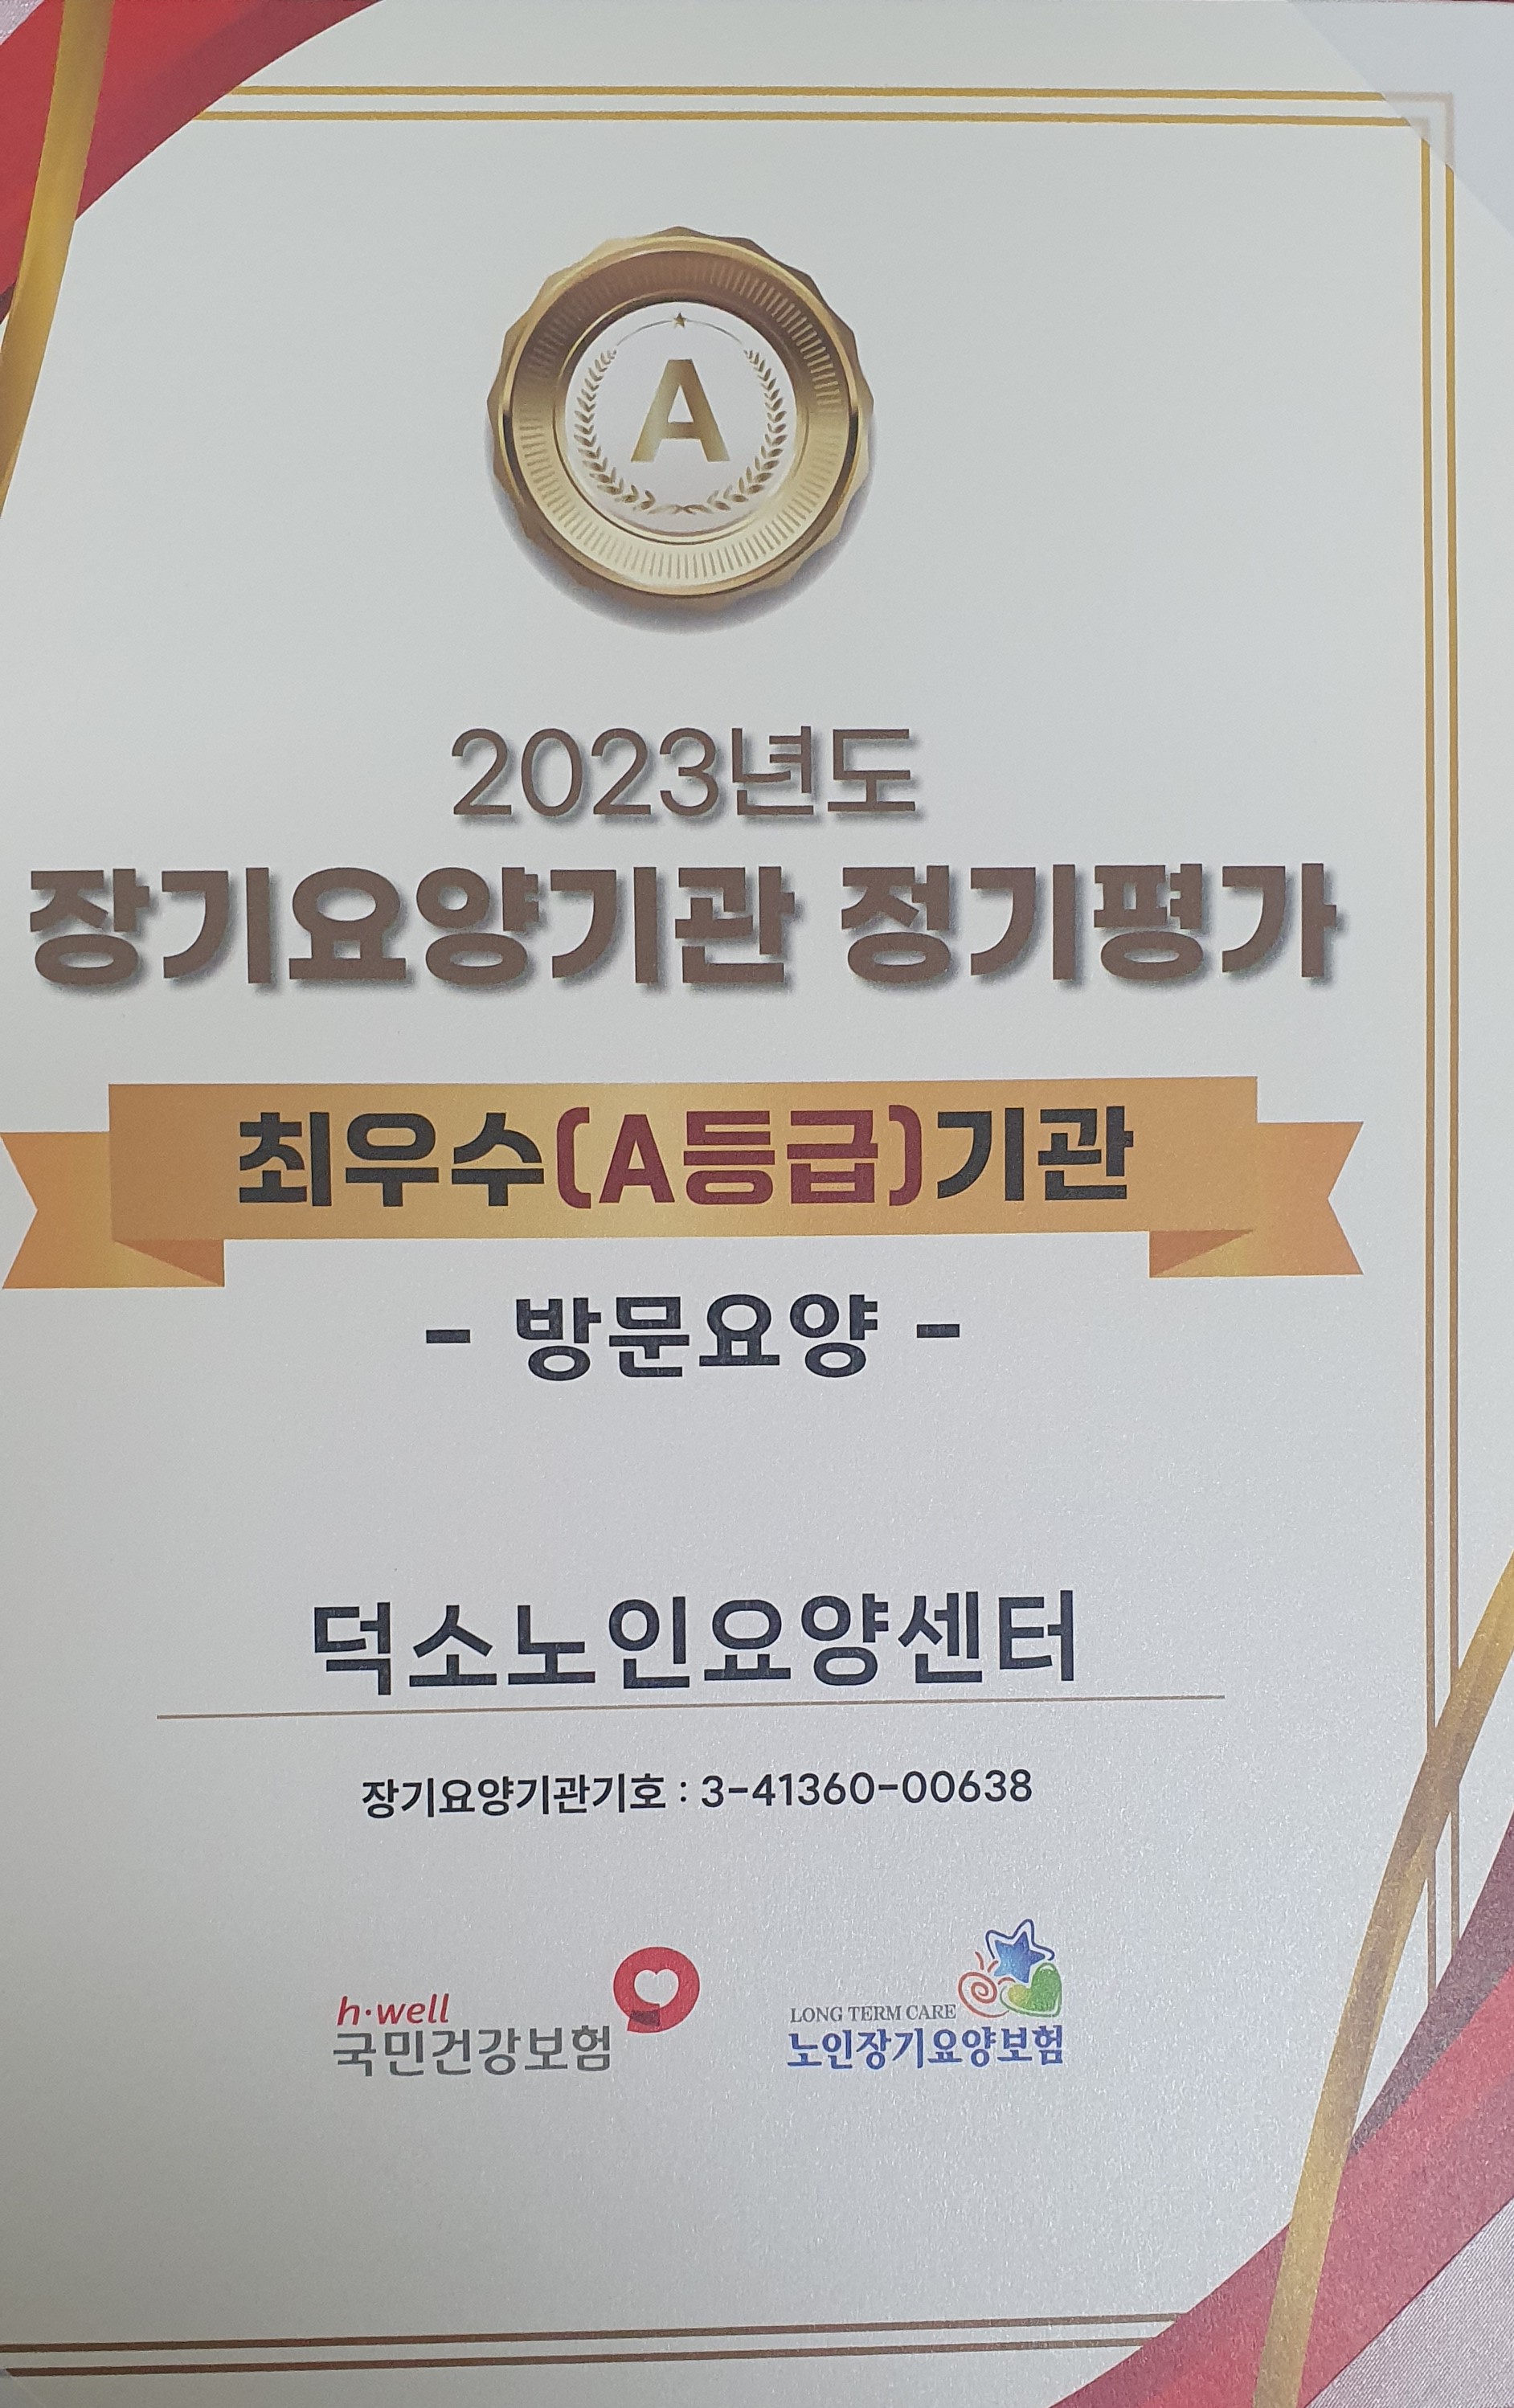 A
2023년도
장기요양기관 정기평가
최우수(A등급)기관
- 방문요양 -
덕소노인요양센터
장기요양기관기호 : 3-41360-00638
h·well
국민건강보험
LONG TERM CARE
노인장기요양보험